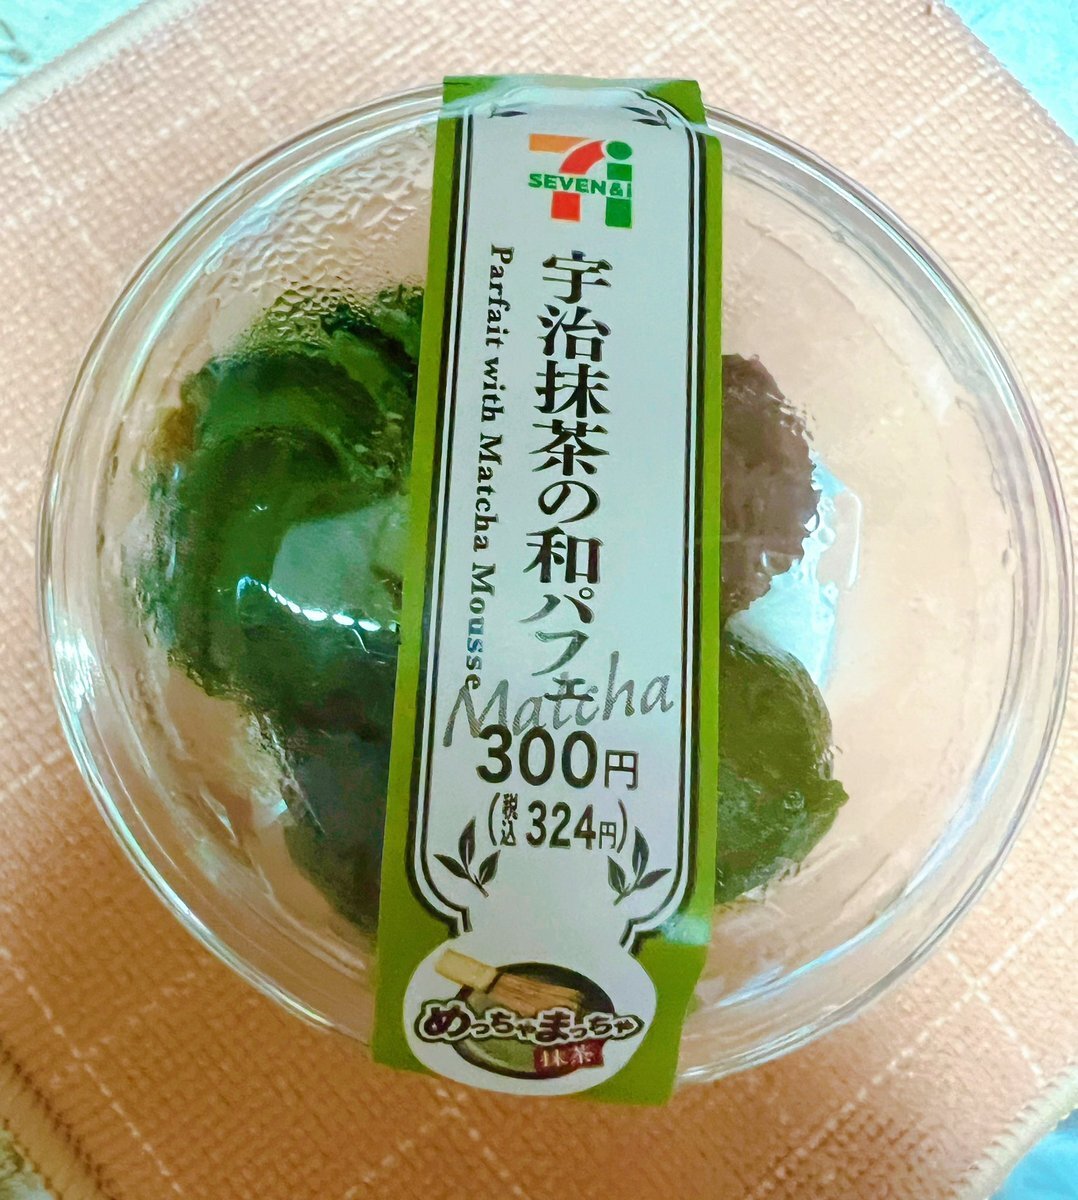 SEVEN&i
宇治抹茶の和パフェ
Parfait with Matcha Mousse
Matcha
300円
(税込324円)
めっちゃまっちゃ
抹茶